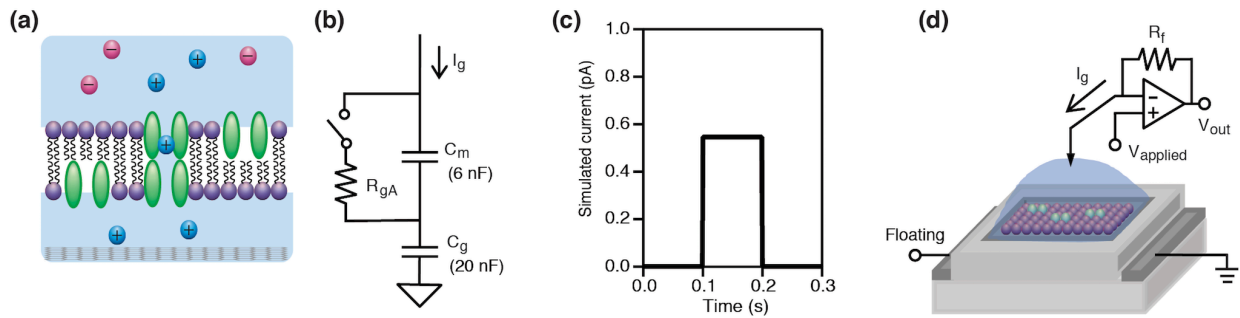 (a)
(b)
I_g
C_m
(6 nF)
R_gA
C_g
(20 nF)
(c)
Simulated current (pA)
1.0
0.8
0.6
0.4
0.2
0.0
0.0 0.1 0.2 0.3
Time (s)
(d)
R_f
I_g
−
+
V_out
V_applied
Floating